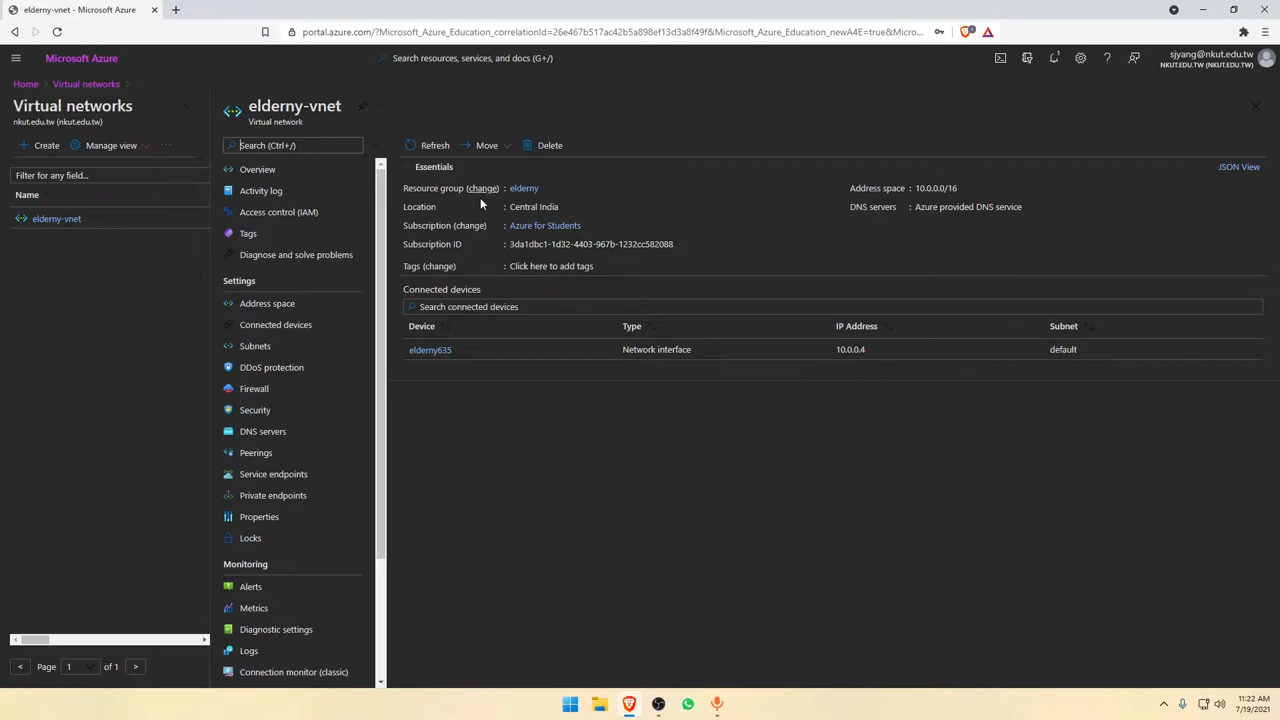 elderny-vnet - Microsoft Azure
portal.azure.com/?Microsoft_Azure_Education_correlationId=26e467b517ac42b5a898ef13d3a8f49f&Microsoft_Azure_Education_newA4E=true&Micro...
Microsoft Azure
Search resources, services, and docs (G+/)
1
sjyang@nkut.edu.tw
NKUT.EDU.TW (NKUT.EDU.TW)
Home
Virtual networks
Virtual networks
nkut.edu.tw (nkut.edu.tw)
Create
Manage view
...
Filter for any field...
Name
elderny-vnet
Page 1 of 1
elderny-vnet
Virtual network
Search (Ctrl+/)
Overview
Activity log
Access control (IAM)
Tags
Diagnose and solve problems
Settings
Address space
Connected devices
Subnets
DDoS protection
Firewall
Security
DNS servers
Peerings
Service endpoints
Private endpoints
Properties
Locks
Monitoring
Alerts
Metrics
Diagnostic settings
Logs
Connection monitor (classic)
Refresh
Move
Delete
Essentials
JSON View
Resource group (change) : elderny
Location : Central India
Subscription (change) : Azure for Students
Subscription ID : 3da1dbc1-1d32-4403-967b-1232cc582088
Tags (change) : Click here to add tags
Address space : 10.0.0.0/16
DNS servers : Azure provided DNS service
Connected devices
Search connected devices
Device Type IP Address Subnet
elderny635 Network interface 10.0.0.4 default
11:22 AM
7/19/2021